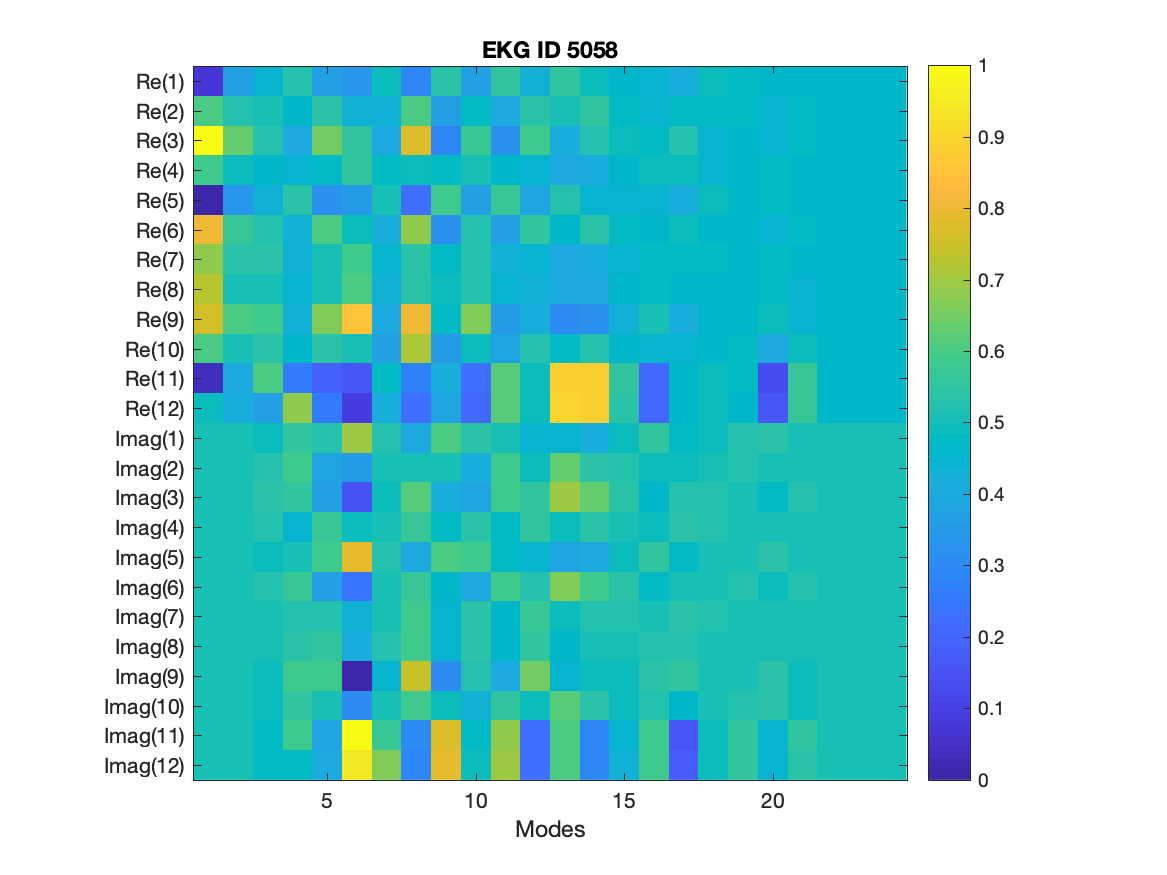 EKG ID 5058
Re(1)
Re(2)
Re(3)
Re(4)
Re(5)
Re(6)
Re(7)
Re(8)
Re(9)
Re(10)
Re(11)
Re(12)
Imag(1)
Imag(2)
Imag(3)
Imag(4)
Imag(5)
Imag(6)
Imag(7)
Imag(8)
Imag(9)
Imag(10)
Imag(11)
Imag(12)
5 10 15 20
Modes
1
0.9
0.8
0.7
0.6
0.5
0.4
0.3
0.2
0.1
0